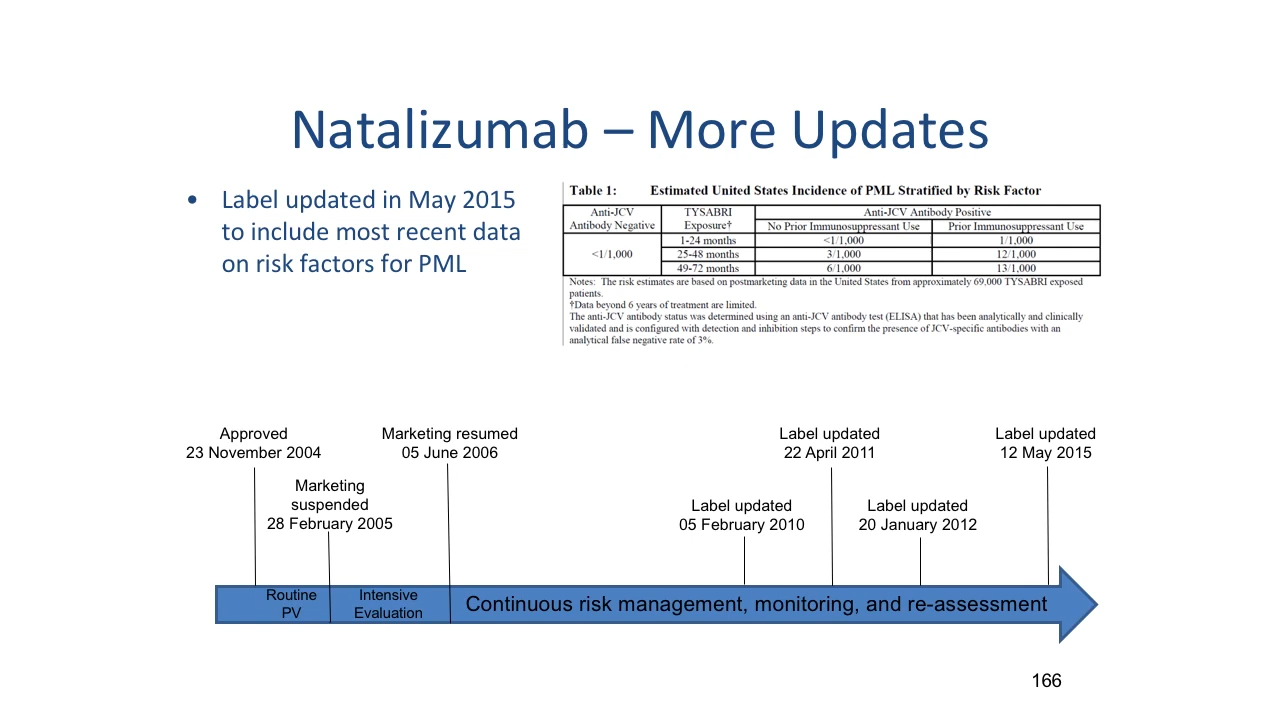 Natalizumab – More Updates
• Label updated in May 2015
to include most recent data
on risk factors for PML
Table 1: Estimated United States Incidence of PML Stratified by Risk Factor
Anti-JCV Antibody Negative TYSABRI Exposure† Anti-JCV Antibody Positive
No Prior Immunosuppressant Use Prior Immunosuppressant Use
<1/1,000 1-24 months <1/1,000 1/1,000
25-48 months 3/1,000 12/1,000
49-72 months 6/1,000 13/1,000
Notes: The risk estimates are based on postmarketing data in the United States from approximately 69,000 TYSABRI exposed
patients.
†Data beyond 6 years of treatment are limited.
The anti-JCV antibody status was determined using an anti-JCV antibody test (ELISA) that has been analytically and clinically
validated and is configured with detection and inhibition steps to confirm the presence of JCV-specific antibodies with an
analytical false negative rate of 3%.
Approved
23 November 2004
Marketing
suspended
28 February 2005
Marketing resumed
05 June 2006
Label updated
05 February 2010
Label updated
22 April 2011
Label updated
20 January 2012
Label updated
12 May 2015
Routine
PV
Intensive
Evaluation
Continuous risk management, monitoring, and re-assessment
166